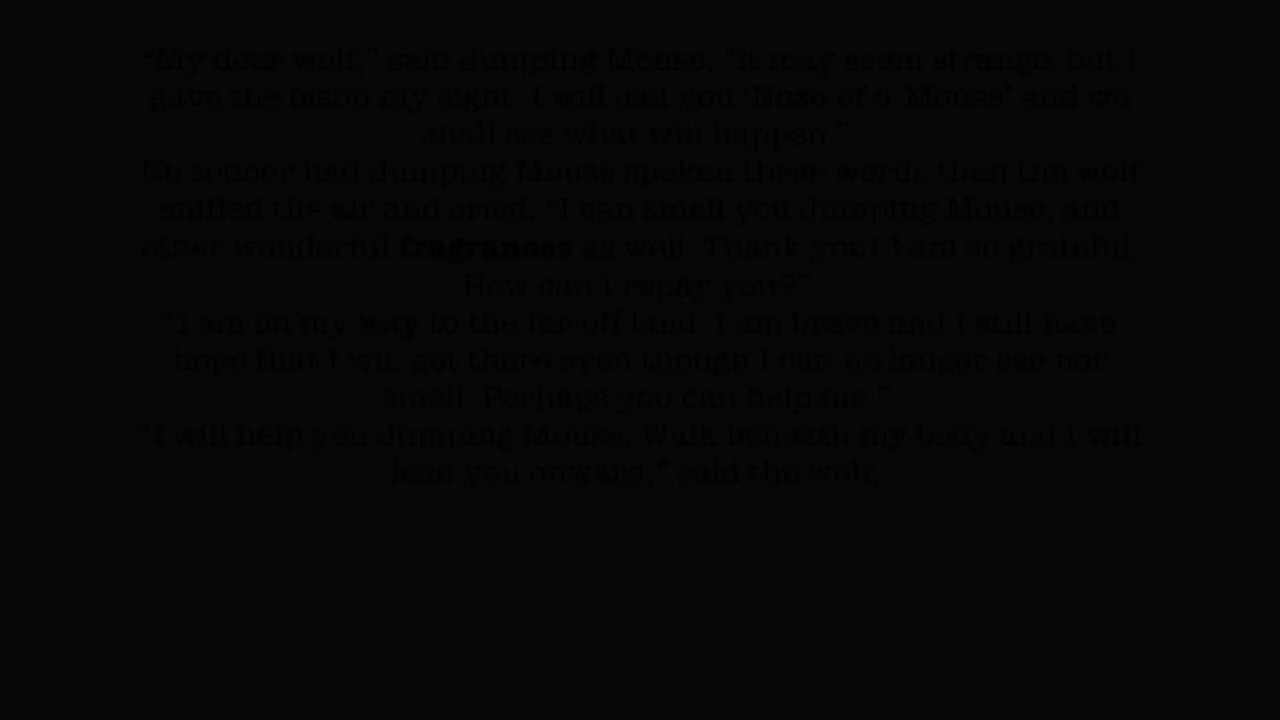 “My dear wolf,” said Jumping Mouse, “it may seem strange, but I
gave the bison my sight. I will call you ‘Nose of a Mouse’ and we
shall see what will happen.”
No sooner had Jumping Mouse spoken these words than the wolf
sniffed the air and cried, “I can smell you Jumping Mouse, and
other wonderful fragrances as well. Thank you! I am so grateful.
How can I repay you?”
“I am on my way to the far-off land. I am brave and I still have
hope that I will get there even though I can no longer see nor
smell. Perhaps you can help me.”
“I will help you Jumping Mouse. Walk beneath my body and I will
lead you onward,” said the wolf.